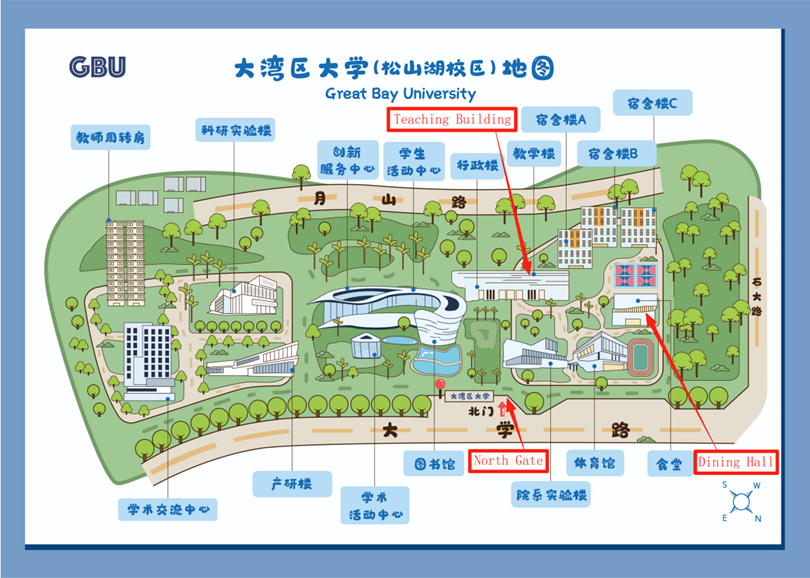 GBU
大湾区大学(松山湖校区)地图
Great Bay University
Teaching Building
宿舍楼A
宿舍楼C
教师周转房
科研实验楼
创新
服务中心
学生
活动中心
行政楼
教学楼
宿舍楼B
月山路
石大路
大湾区大学
北门
大学路
图书馆
North Gate
体育馆
食堂
Dining Hall
产研楼
学术
活动中心
院系实验楼
学术交流中心
S
W
E
N